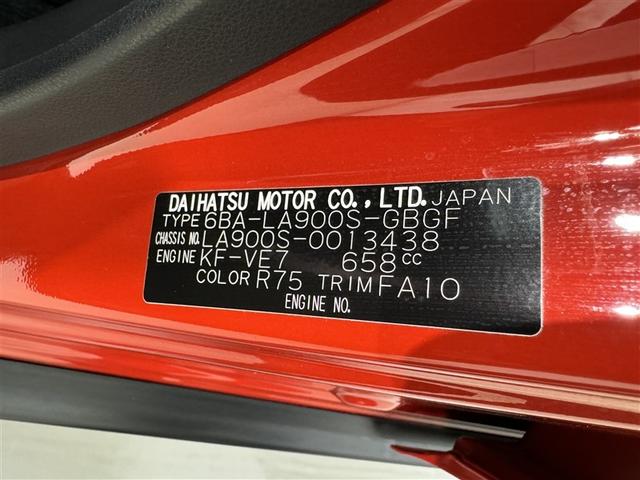 DAIHATSU MOTOR CO.,LTD. JAPAN
TYPE 6BA-LA900S-GBGF
CHASSIS NO. LA900S-0013438
ENGINE KF-VE7 658cc
COLOR R75 TRIM FA10
ENGINE NO.